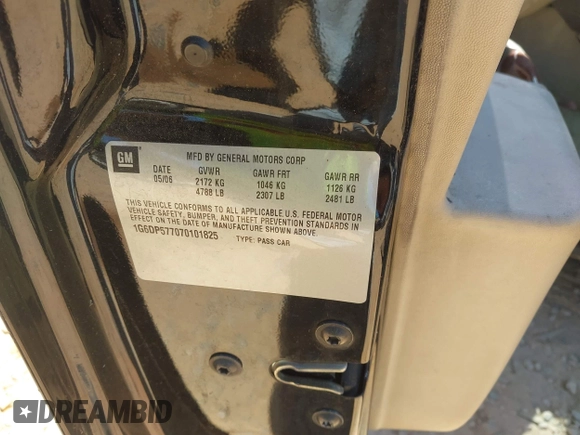 GM
MFD BY GENERAL MOTORS CORP
DATE GVWR GAWR FRT GAWR RR
05/06 2172 KG 1046 KG 1126 KG
4788 LB 2307 LB 2481 LB
THIS VEHICLE CONFORMS TO ALL APPLICABLE U.S. FEDERAL MOTOR
VEHICLE SAFETY, BUMPER, AND THEFT PREVENTION STANDARDS IN
EFFECT ON THE DATE OF MANUFACTURE SHOWN ABOVE.
1G6DP577070101825 TYPE: PASS CAR
DREAMBID